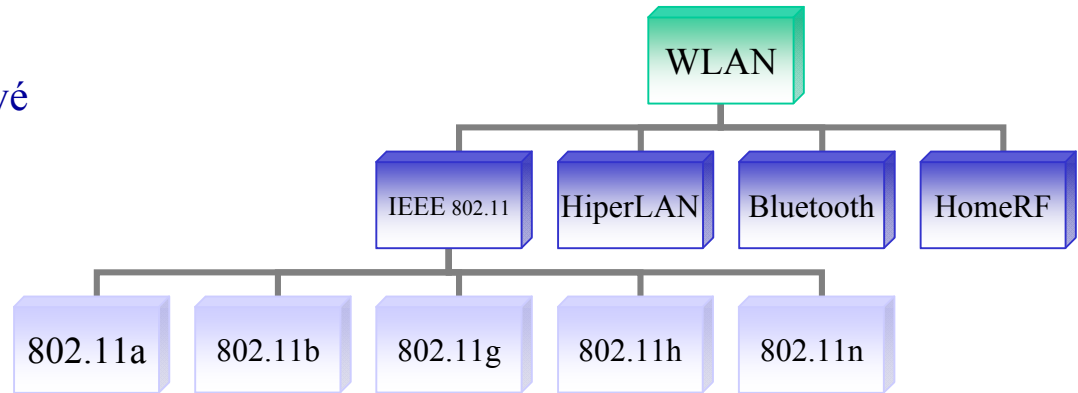 WLAN
vé
IEEE 802.11
HiperLAN
Bluetooth
HomeRF
802.11a
802.11b
802.11g
802.11h
802.11n